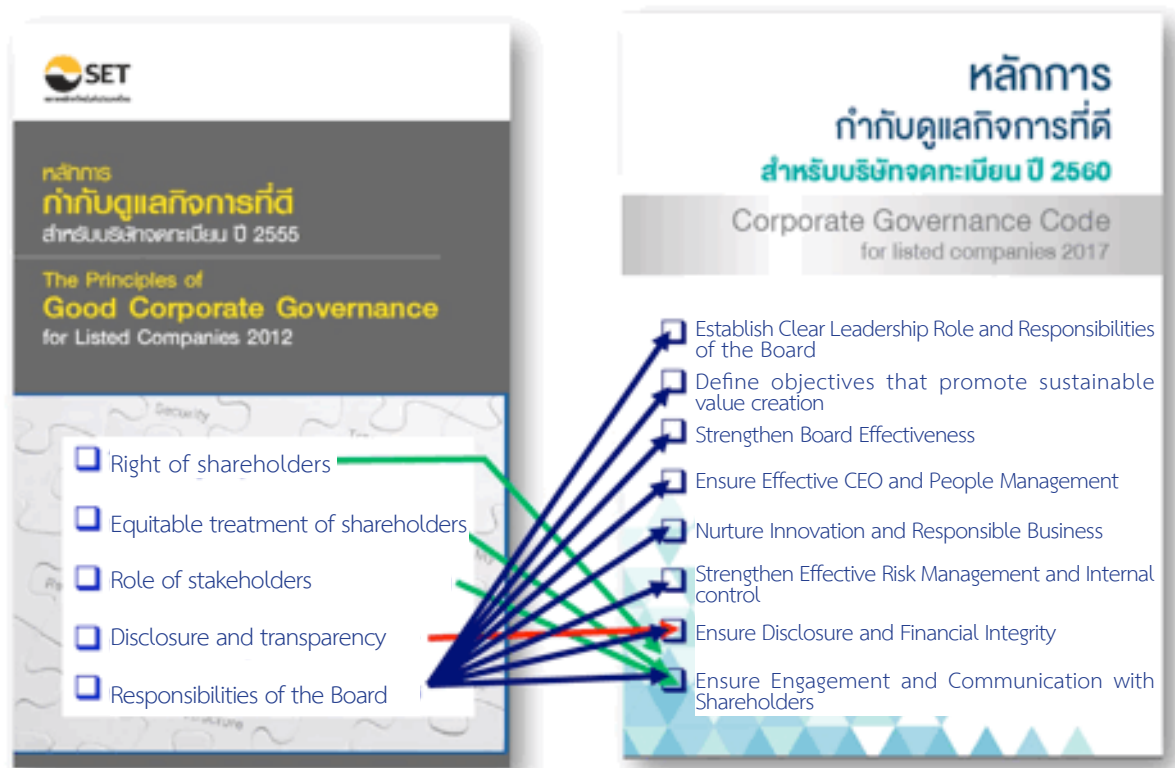 SET
หลักการ
กำกับดูแลกิจการที่ดี
สำหรับบริษัทจดทะเบียน ปี 2555
The Principles of
Good Corporate Governance
for Listed Companies 2012
Security
Right of shareholders
Equitable treatment of shareholders
Role of stakeholders
Disclosure and transparency
Responsibilities of the Board
หลักการ
กำกับดูแลกิจการที่ดี
สำหรับบริษัทจดทะเบียน ปี 2560
Corporate Governance Code
for listed companies 2017
Establish Clear Leadership Role and Responsibilities
of the Board
Define objectives that promote sustainable
value creation
Strengthen Board Effectiveness
Ensure Effective CEO and People Management
Nurture Innovation and Responsible Business
Strengthen Effective Risk Management and Internal
control
Ensure Disclosure and Financial Integrity
Ensure Engagement and Communication with
Shareholders